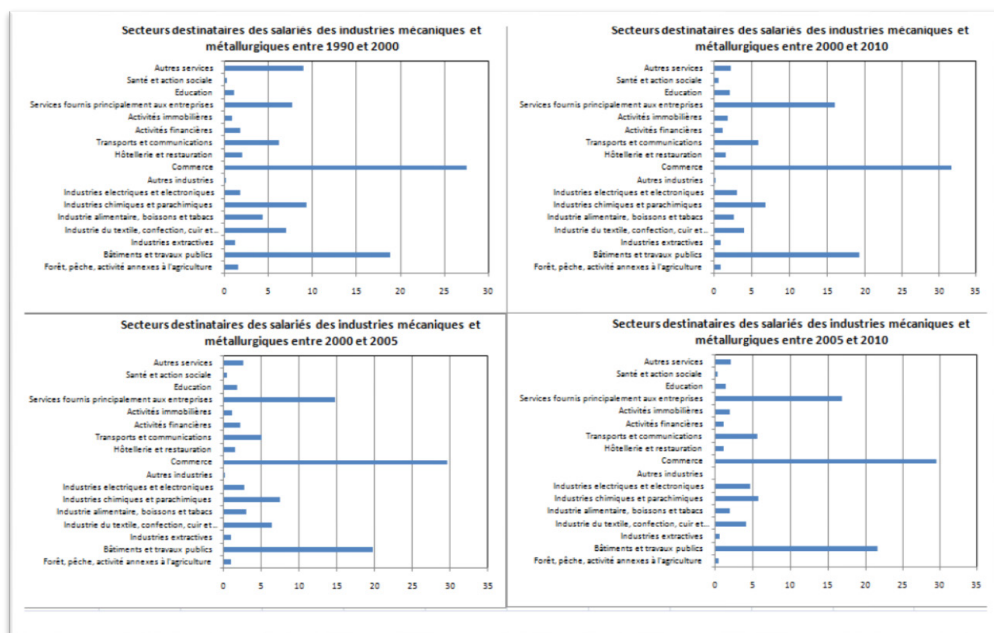 Secteurs destinataires des salariés des industries mécaniques et
métallurgiques entre 1990 et 2000
Autres services
Santé et action sociale
Education
Services fournis principalement aux entreprises
Activités immobilières
Activités financières
Transports et communications
Hôtellerie et restauration
Commerce
Autres industries
Industries electriques et electroniques
Industries chimiques et parachimiques
Industrie alimentaire, boissons et tabacs
Industrie du textile, confection, cuir et...
Industries extractives
Bâtiments et travaux publics
Forêt, pêche, activité annexes à l'agriculture
0 5 10 15 20 25 30
Secteurs destinataires des salariés des industries mécaniques et
métallurgiques entre 2000 et 2010
Autres services
Santé et action sociale
Education
Services fournis principalement aux entreprises
Activités immobilières
Activités financières
Transports et communications
Hôtellerie et restauration
Commerce
Autres industries
Industries electriques et electroniques
Industries chimiques et parachimiques
Industrie alimentaire, boissons et tabacs
Industrie du textile, confection, cuir et...
Industries extractives
Bâtiments et travaux publics
Forêt, pêche, activité annexes à l'agriculture
0 5 10 15 20 25 30 35
Secteurs destinataires des salariés des industries mécaniques et
métallurgiques entre 2000 et 2005
Autres services
Santé et action sociale
Education
Services fournis principalement aux entreprises
Activités immobilières
Activités financières
Transports et communications
Hôtellerie et restauration
Commerce
Autres industries
Industries electriques et electroniques
Industries chimiques et parachimiques
Industrie alimentaire, boissons et tabacs
Industrie du textile, confection, cuir et...
Industries extractives
Bâtiments et travaux publics
Forêt, pêche, activité annexes à l'agriculture
0 5 10 15 20 25 30 35
Secteurs destinataires des salariés des industries mécaniques et
métallurgiques entre 2005 et 2010
Autres services
Santé et action sociale
Education
Services fournis principalement aux entreprises
Activités immobilières
Activités financières
Transports et communications
Hôtellerie et restauration
Commerce
Autres industries
Industries electriques et electroniques
Industries chimiques et parachimiques
Industrie alimentaire, boissons et tabacs
Industrie du textile, confection, cuir et...
Industries extractives
Bâtiments et travaux publics
Forêt, pêche, activité annexes à l'agriculture
0 5 10 15 20 25 30 35